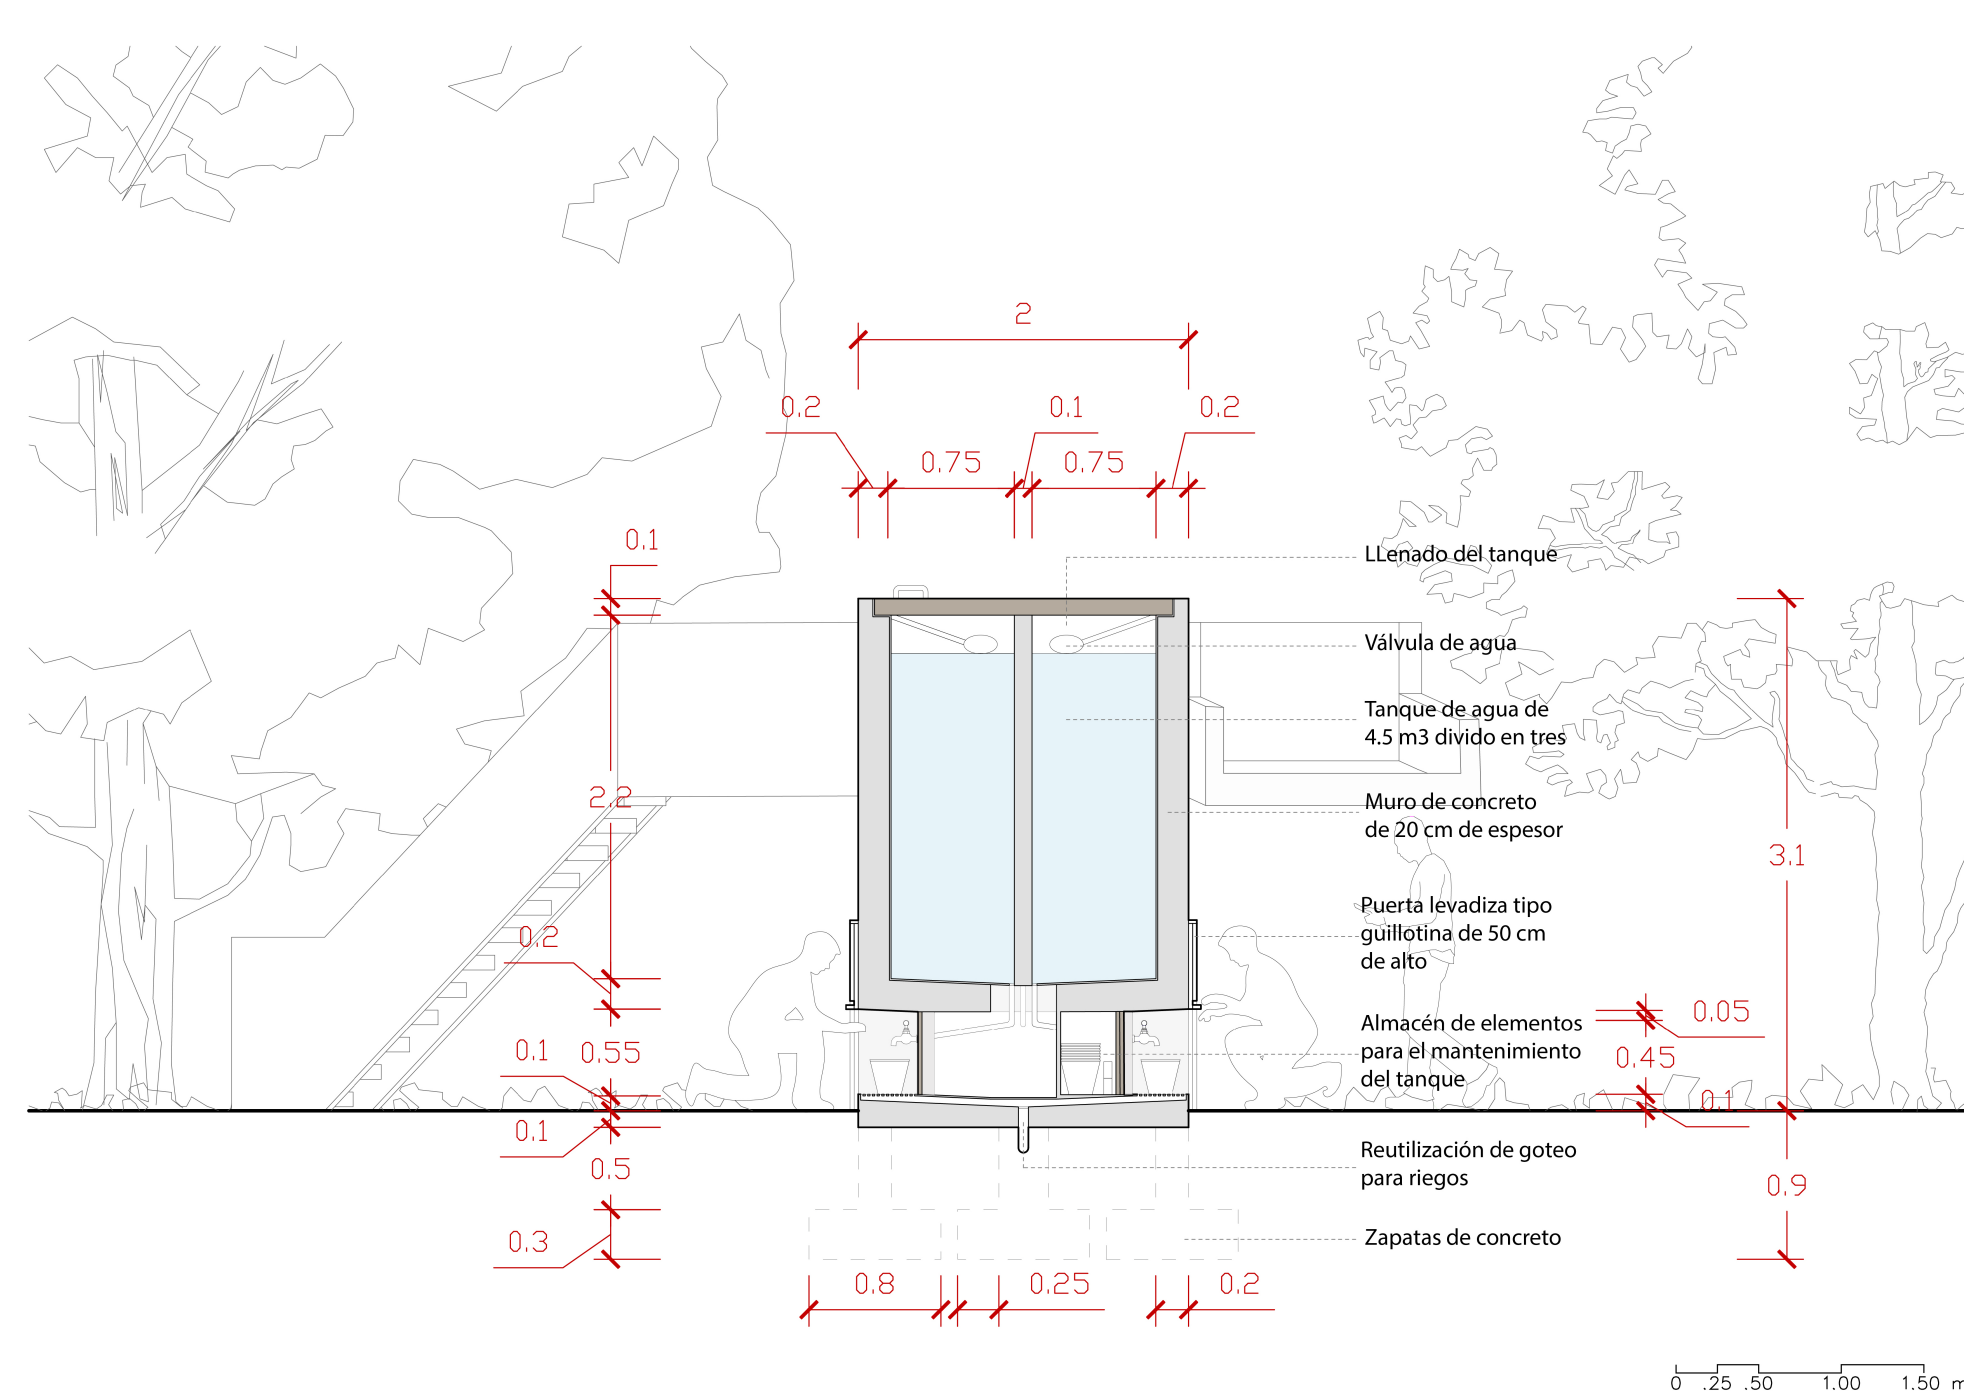 2
0.2
0.1
0.2
0.75
0.75
0.1
LLenado del tanque
Válvula de agua
Tanque de agua de
4.5 m3 divido en tres
2.2
Muro de concreto
de 20 cm de espesor
3.1
Puerta levadiza tipo
guillotina de 50 cm
de alto
0.2
0.05
Almacén de elementos
para el mantenimiento
del tanque
0.1
0.55
0.45
0.1
0.1
Reutilización de goteo
para riegos
0.5
0.9
Zapatas de concreto
0.3
0.8
0.25
0.2
0 .25 .50 1.00 1.50 m